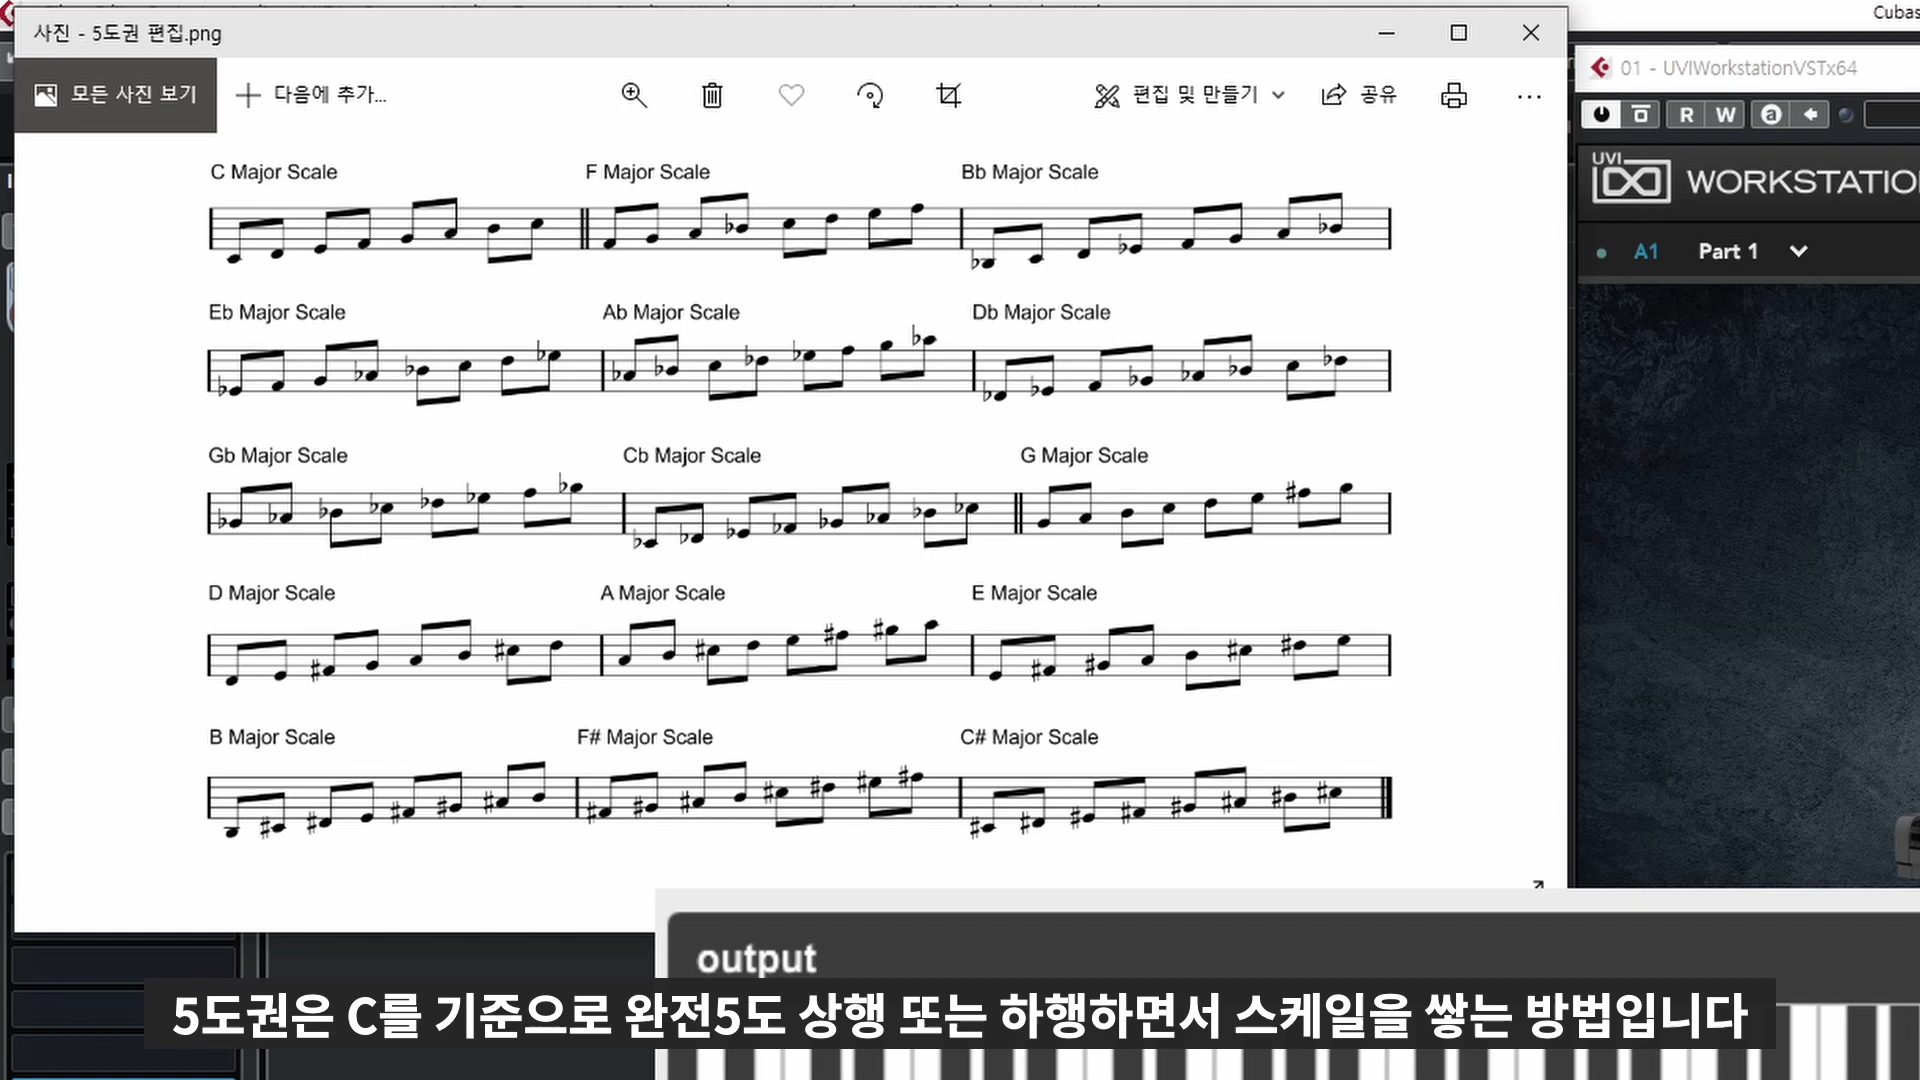 Cubas
사진 - 5도권 편집.png
01 - UVIWorkstationVSTx64
모든 사진 보기
다음에 추가...
편집 및 만들기
공유
R W a
UVI
WORKSTATIO
C Major Scale
F Major Scale
Bb Major Scale
A1
Part 1
Eb Major Scale
Ab Major Scale
Db Major Scale
Gb Major Scale
Cb Major Scale
G Major Scale
D Major Scale
A Major Scale
E Major Scale
B Major Scale
F# Major Scale
C# Major Scale
output
5도권은 C를 기준으로 완전5도 상행 또는 하행하면서 스케일을 쌓는 방법입니다